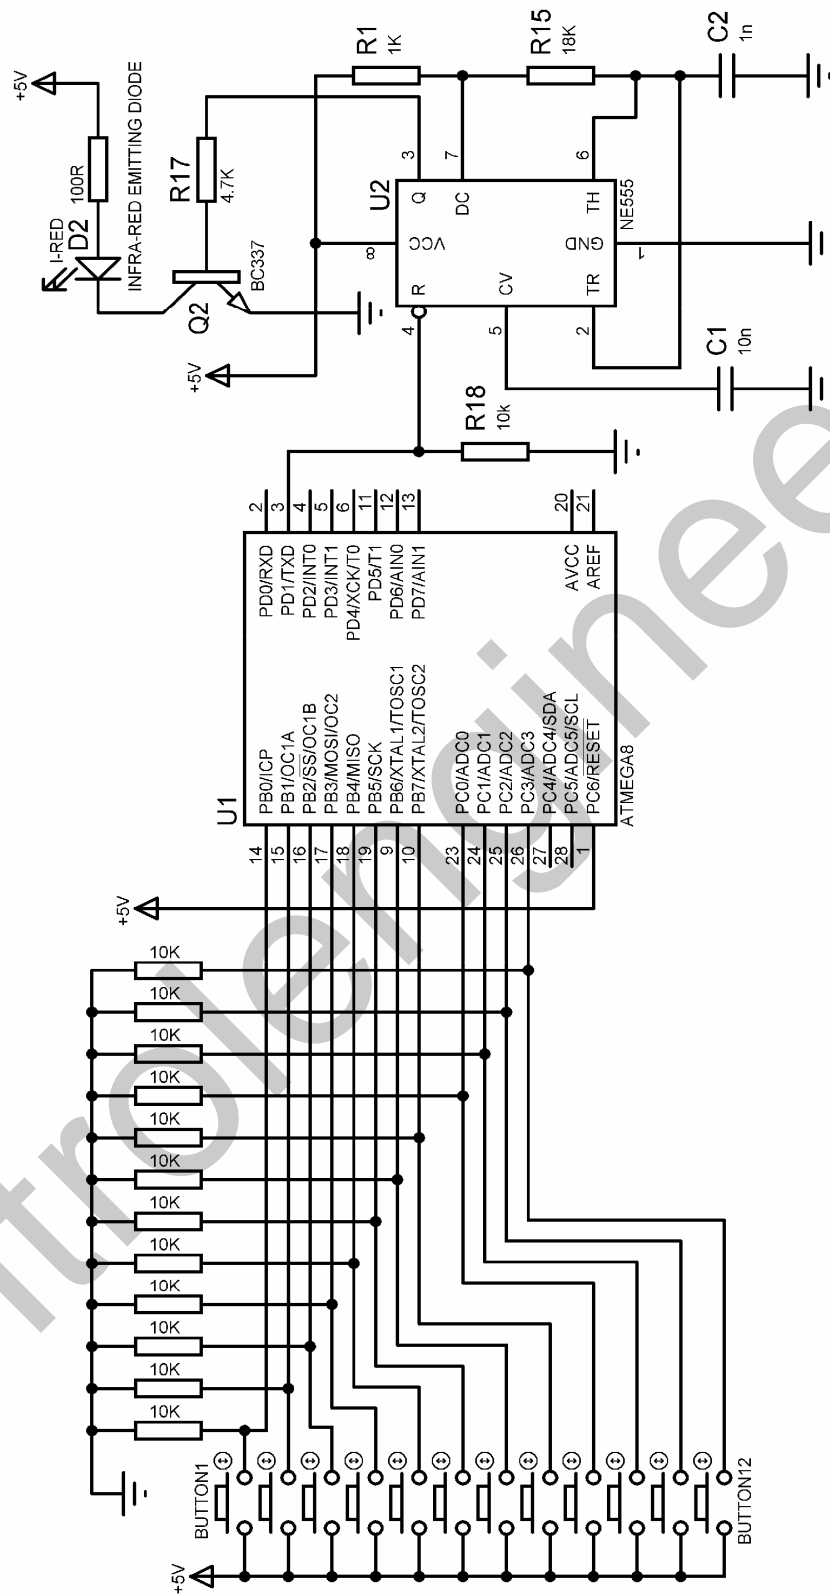 +5V
100R
I-RED
D2
INFRA-RED EMITTING DIODE
R17
4.7K
Q2
BC337
+5V
R1
1K
R15
18K
C2
1n
U2
NE555
3
7
6
Q
DC
TH
8
VCC
GND
1
R
CV
TR
4
5
2
C1
10n
R18
10k
U1
ATMEGA8
14
PB0/ICP
15
PB1/OC1A
16
PB2/SS/OC1B
17
PB3/MOSI/OC2
18
PB4/MISO
19
PB5/SCK
9
PB6/XTAL1/TOSC1
10
PB7/XTAL2/TOSC2
23
PC0/ADC0
24
PC1/ADC1
25
PC2/ADC2
26
PC3/ADC3
27
PC4/ADC4/SDA
28
PC5/ADC5/SCL
1
PC6/RESET
PD0/RXD
2
PD1/TXD
3
PD2/INT0
4
PD3/INT1
5
PD4/XCK/T0
6
PD5/T1
11
PD6/AIN0
12
PD7/AIN1
13
AVCC
20
AREF
21
+5V
10K
10K
10K
10K
10K
10K
10K
10K
10K
10K
10K
10K
BUTTON1
BUTTON12
+5V
trolenginee